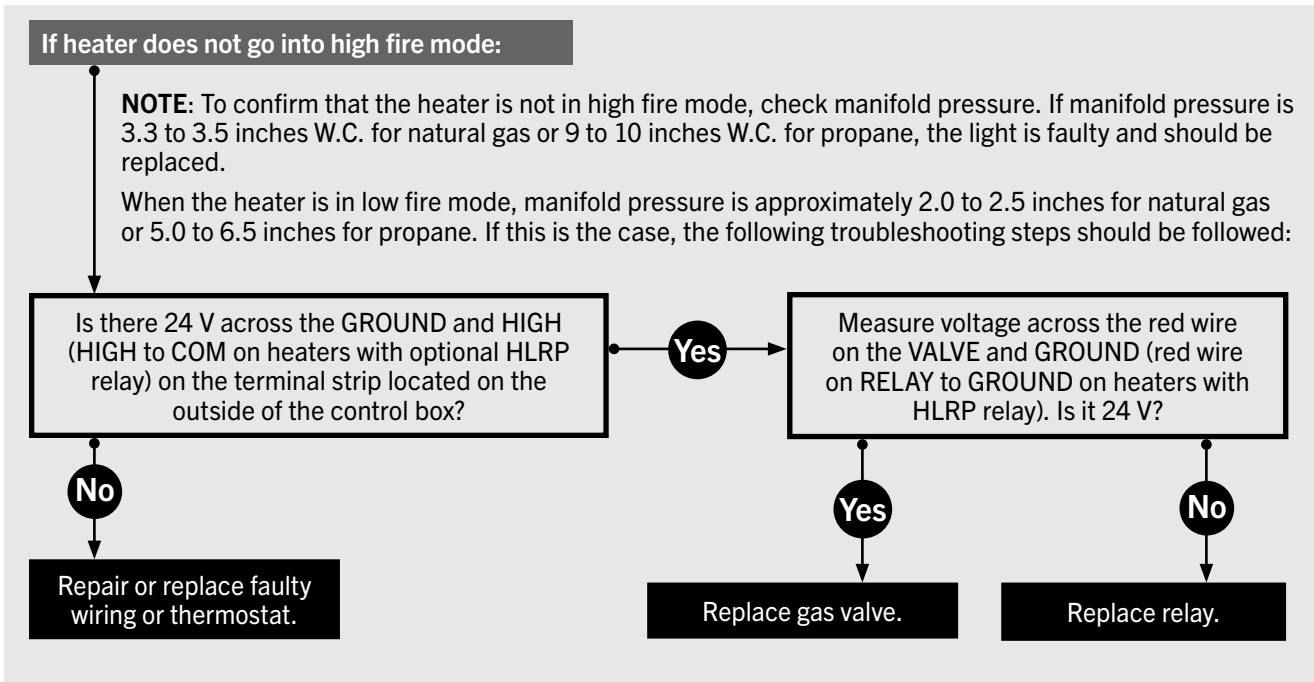 If heater does not go into high fire mode:
NOTE: To confirm that the heater is not in high fire mode, check manifold pressure. If manifold pressure is
3.3 to 3.5 inches W.C. for natural gas or 9 to 10 inches W.C. for propane, the light is faulty and should be
replaced.
When the heater is in low fire mode, manifold pressure is approximately 2.0 to 2.5 inches for natural gas
or 5.0 to 6.5 inches for propane. If this is the case, the following troubleshooting steps should be followed:
Is there 24 V across the GROUND and HIGH
(HIGH to COM on heaters with optional HLRP
relay) on the terminal strip located on the
outside of the control box?
Yes
Measure voltage across the red wire
on the VALVE and GROUND (red wire
on RELAY to GROUND on heaters with
HLRP relay). Is it 24 V?
No
Repair or replace faulty
wiring or thermostat.
Yes
Replace gas valve.
No
Replace relay.